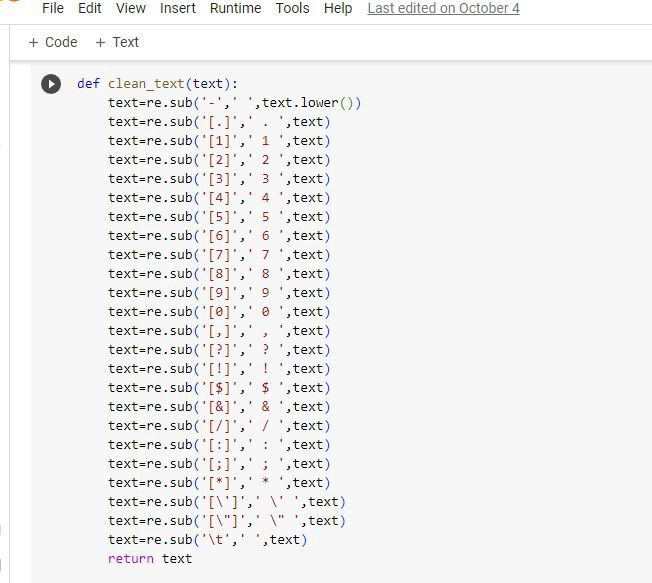 File Edit View Insert Runtime Tools Help Last edited on October 4
+ Code + Text
def clean_text(text):
text=re.sub('-',' ',text.lower())
text=re.sub('[.]',' . ',text)
text=re.sub('[1]',' 1 ',text)
text=re.sub('[2]',' 2 ',text)
text=re.sub('[3]',' 3 ',text)
text=re.sub('[4]',' 4 ',text)
text=re.sub('[5]',' 5 ',text)
text=re.sub('[6]',' 6 ',text)
text=re.sub('[7]',' 7 ',text)
text=re.sub('[8]',' 8 ',text)
text=re.sub('[9]',' 9 ',text)
text=re.sub('[0]',' 0 ',text)
text=re.sub('[,]',' , ',text)
text=re.sub('[?]',' ? ',text)
text=re.sub('[!]',' ! ',text)
text=re.sub('[$]',' $ ',text)
text=re.sub('[&]',' & ',text)
text=re.sub('[/]',' / ',text)
text=re.sub('[:]',' : ',text)
text=re.sub('[;]',' ; ',text)
text=re.sub('[*]',' * ',text)
text=re.sub('[\']',' \' ',text)
text=re.sub('[\"]',' \" ',text)
text=re.sub('\t',' ',text)
return text